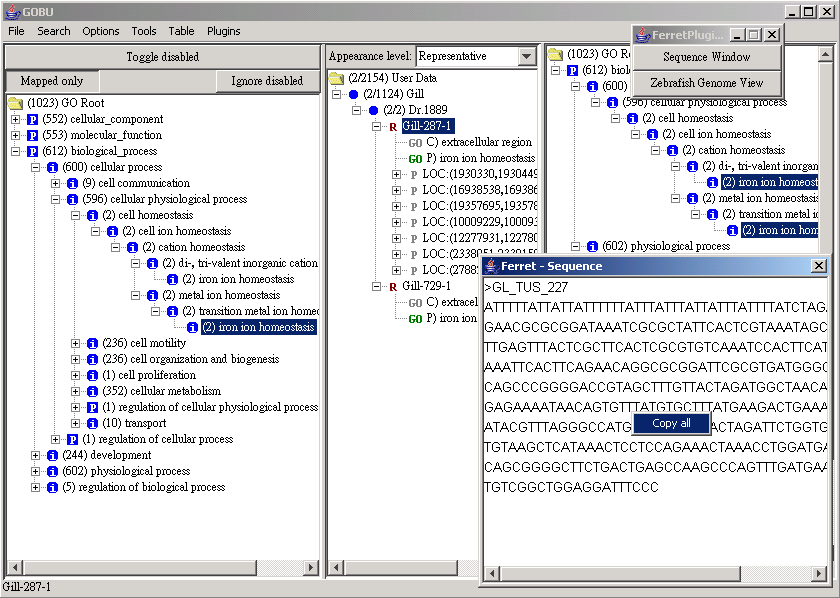 GOBU
File Search Options Tools Table Plugins
Toggle disabled
Mapped only
Ignore disabled
(1023) GO Root
(552) cellular_component
(553) molecular_function
(612) biological_process
(600) cellular process
(9) cell communication
(596) cellular physiological process
(2) cell homeostasis
(2) cell ion homeostasis
(2) cation homeostasis
(2) di-, tri-valent inorganic cation
(2) iron ion homeostasis
(2) metal ion homeostasis
(2) transition metal ion
(2) iron ion homeostasis
(236) cell motility
(236) cell organization and biogenesis
(1) cell proliferation
(352) cellular metabolism
(1) regulation of cellular physiological process
(10) transport
(1) regulation of cellular process
(244) development
(602) physiological process
(5) regulation of biological process
Gill-287-1
Appearance level: Representative
(2/2154) User Data
(2/1124) Gill
(2/2) Dr.1889
R Gill-287-1
GO C) extracellular region
GO P) iron ion homeostasis
P LOC:(1930330,1930449
P LOC:(16938538,169386
P LOC:(19357695,193578
P LOC:(10009229,100093
P LOC:(12277931,122780
P LOC:(2338051,2339150
P LOC:(2788
R Gill-729-1
GO C) extracel
GO P) iron ion
(1023) GO R
(612) biol
(600)
(596) cellular physiological process
(2) cell homeostasis
(2) cell ion homeostasis
(2) cation homeostasis
(2) di-, tri-valent inorgan
(2) iron ion homeost
(2) metal ion homeostasis
(2) transition metal i
(2) iron ion hom
(602) physiological process
FerretPlugi...
Sequence Window
Zebrafish Genome View
Ferret - Sequence
>GL_TUS_227
ATTTTTATTATTATTTTTTATTTATTTATTATTTATTTTATCTAG
GAACGCGCGGATAAATCGCGCTATTCACTCGTAAATAGC
TTGAGTTTACTCGCTTCACTCGCGTGTCAAATCCACTTCAT
AAATTCACTTCAGAACAGGCGCGGATTCGCGTGATGGGC
CAGCCCGGGGACCGTAGCTTTGTTACTAGATGGCTAACA
GAGAAAATAACAGTGTTTATGTGCTTTATGAAGACTGAAA
ATACGTTTAGGGCCATG
ACTAGATTCTGGTG
Copy all
TGTAAGCTCATAAACTCCTCCAGAAACTAAACCTGGATGA
CAGCGGGGCTTCTGACTGAGCCAAGCCCAGTTTGATGAA
TGTCGGCTGGAGGATTTCCC